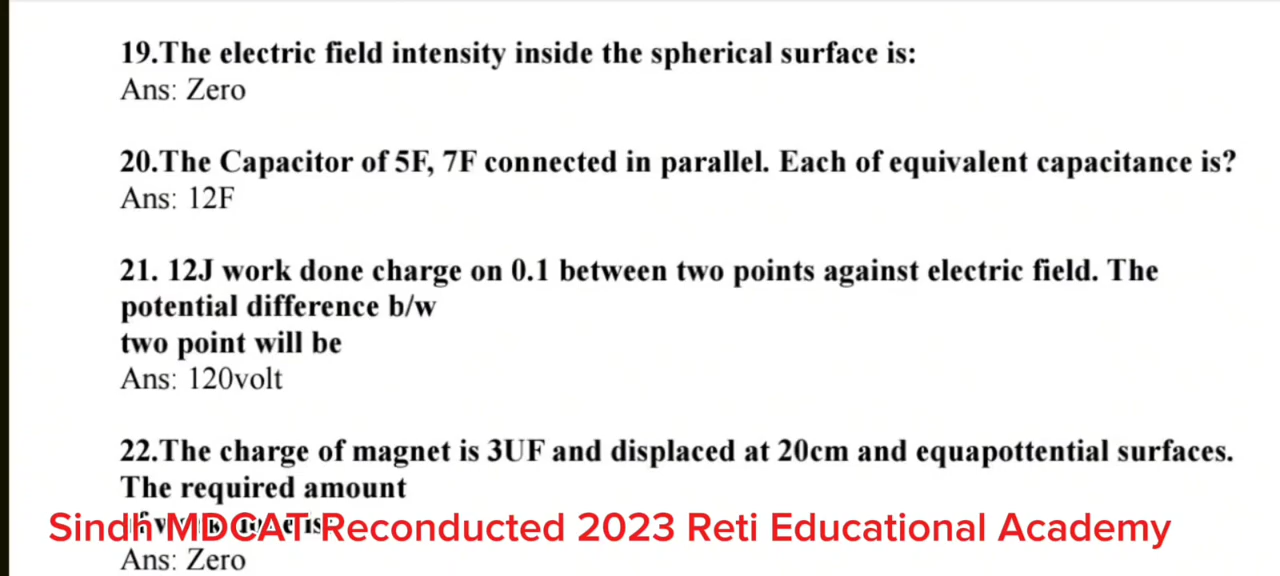 19.The electric field intensity inside the spherical surface is:
Ans: Zero
20.The Capacitor of 5F, 7F connected in parallel. Each of equivalent capacitance is?
Ans: 12F
21. 12J work done charge on 0.1 between two points against electric field. The
potential difference b/w
two point will be
Ans: 120volt
22.The charge of magnet is 3UF and displaced at 20cm and equapottential surfaces.
The required amount
Sindh MDCAT Reconducted 2023 Reti Educational Academy
Ans: Zero